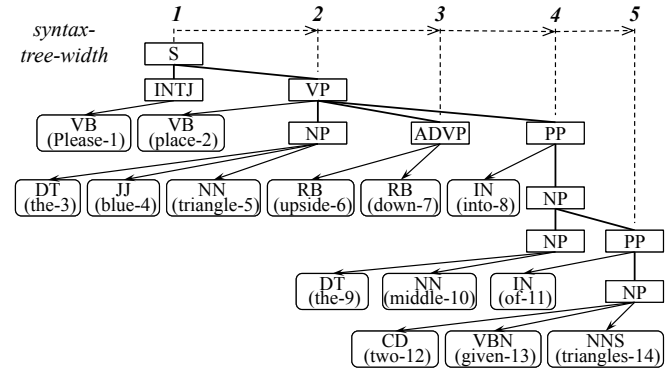 syntax-
tree-width
1 2 3 4 5
S
INTJ VP
VB
(Please-1)
VB
(place-2)
NP ADVP PP
DT
(the-3)
JJ
(blue-4)
NN
(triangle-5)
RB
(upside-6)
RB
(down-7)
IN
(into-8)
NP
NP PP
DT
(the-9)
NN
(middle-10)
IN
(of-11)
NP
CD
(two-12)
VBN
(given-13)
NNS
(triangles-14)